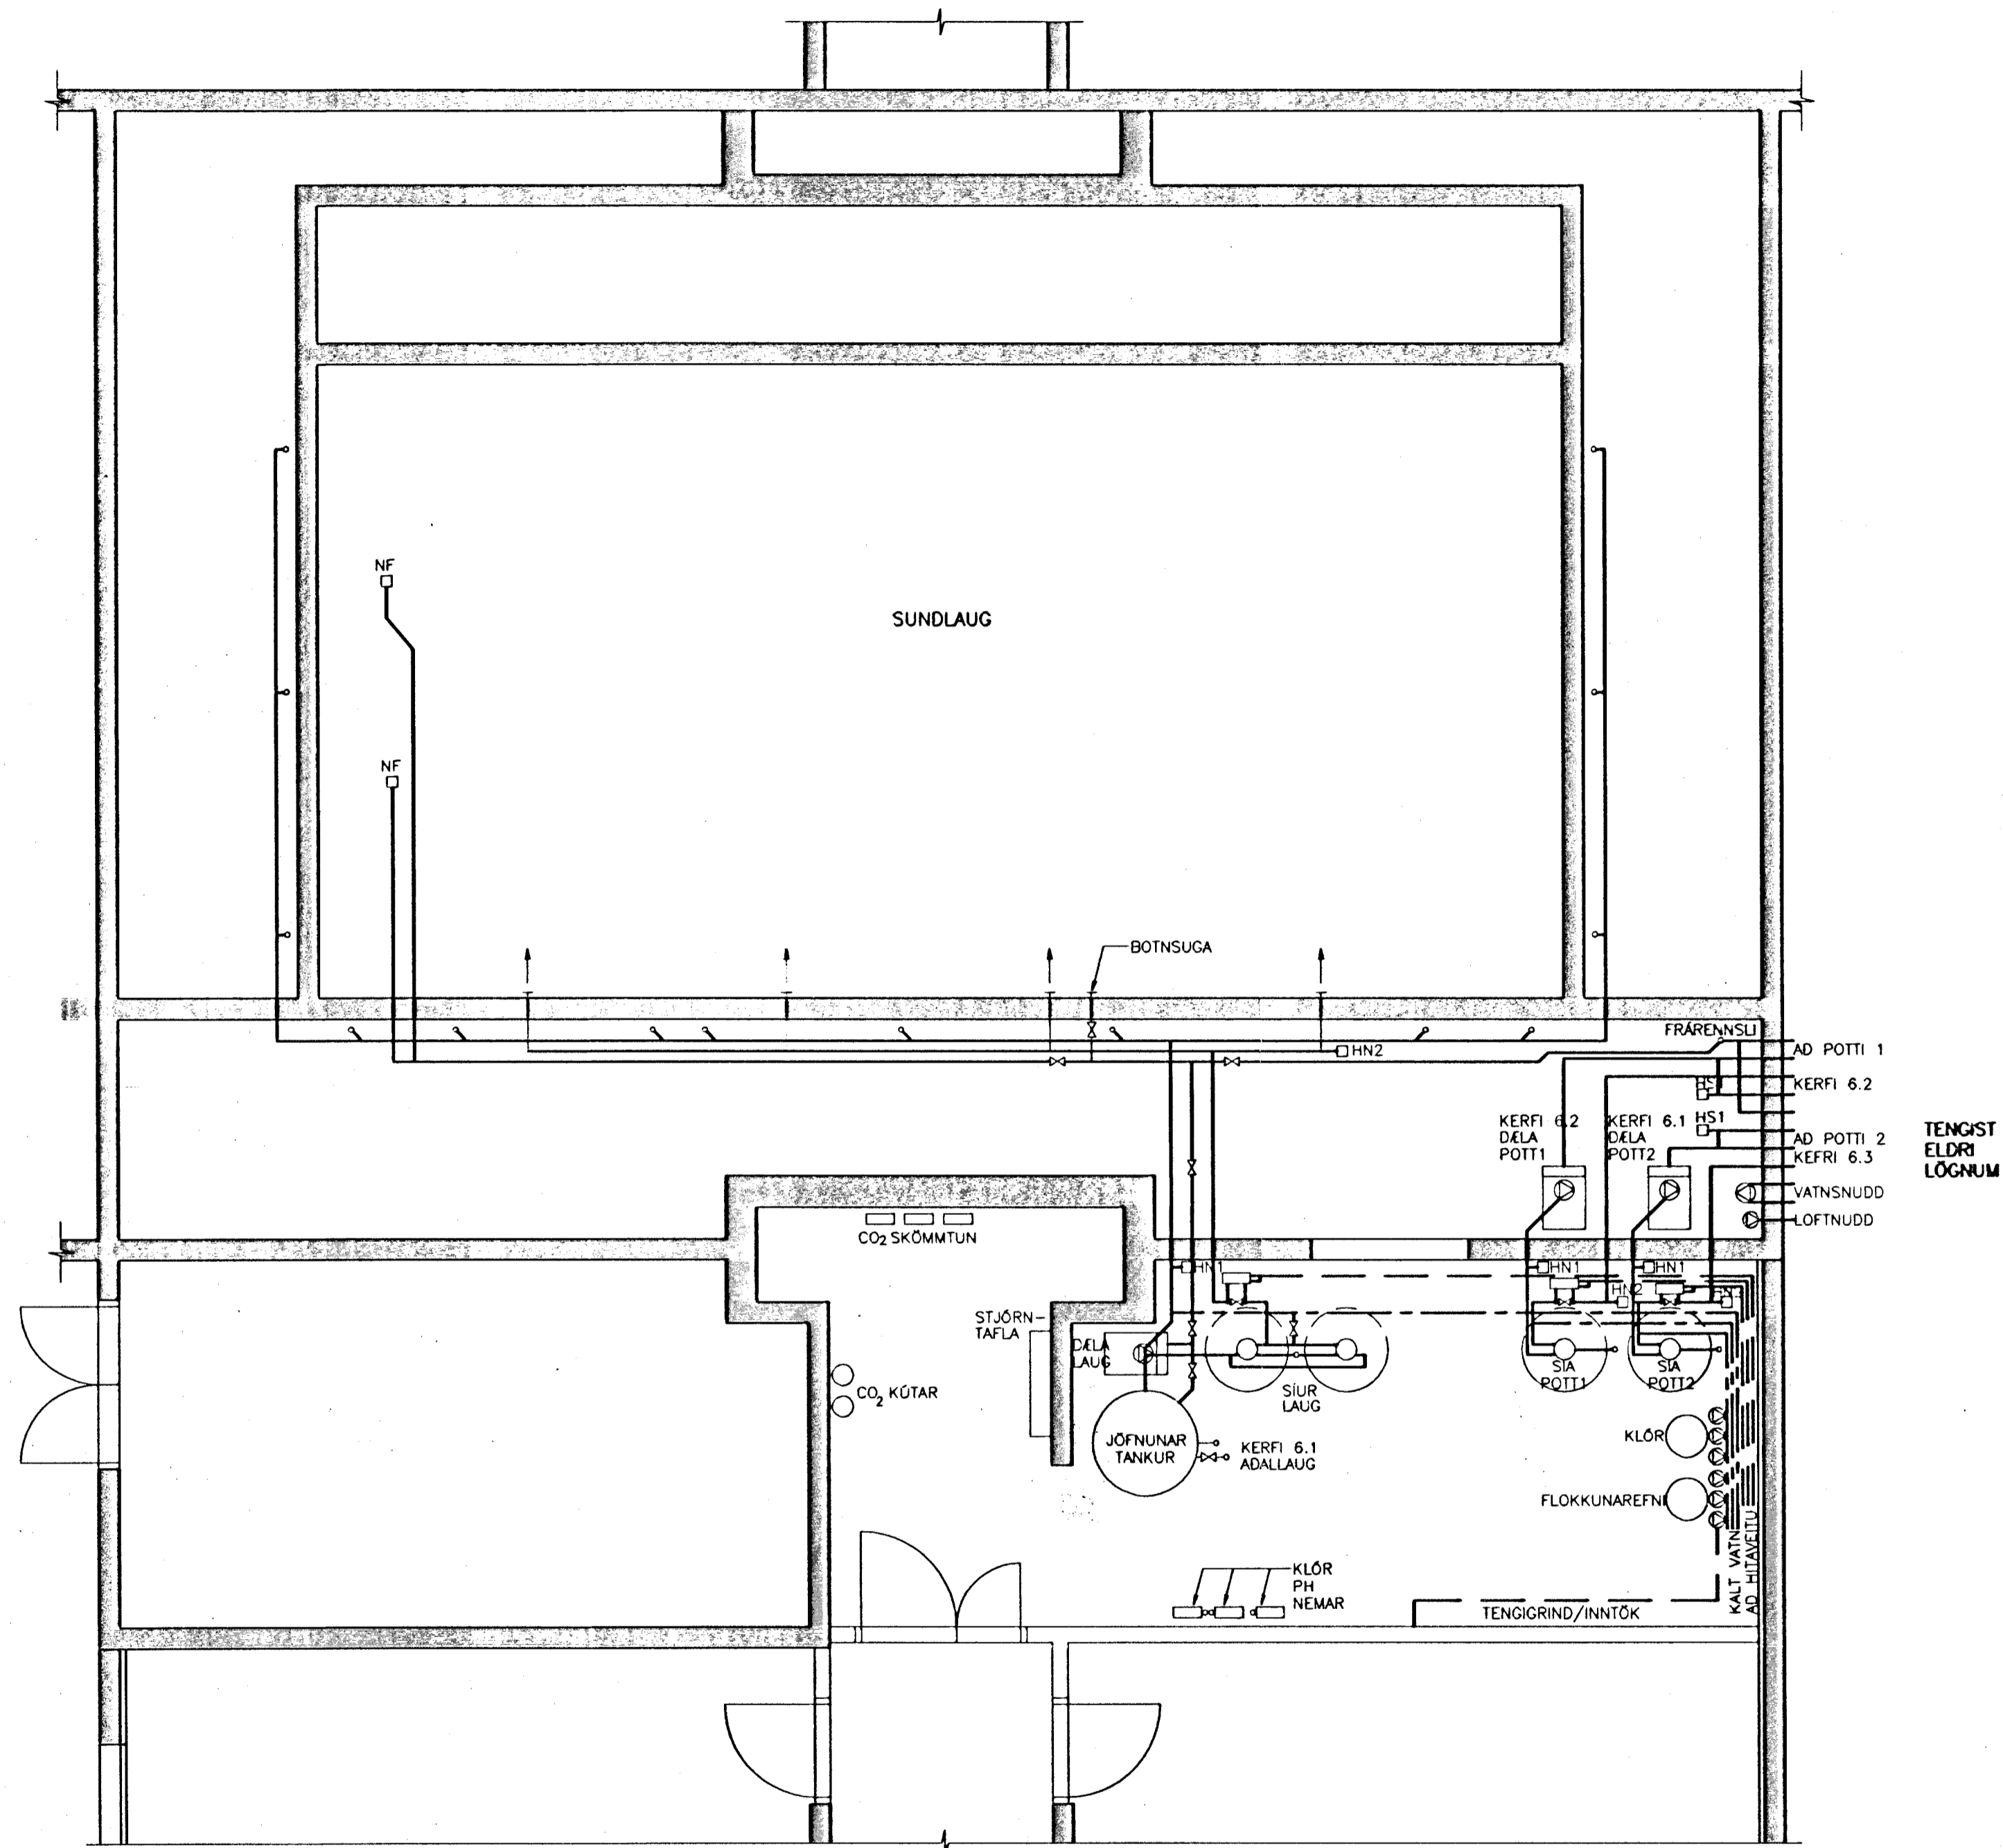 NF
SUNDLAUG
NF
BOTNSUGA
FRÁRENNSLI
HN2
AD POTTI 1
KERFI 6.2
HS1
KERFI 6.2
DÆLA
POTT1
KERFI 6.1
DÆLA
POTT2
AD POTTI 2
KEFRI 6.3
TENGIST
ELDRI
LÖGNUM
VATNSNUDD
LOFTNUDD
CO2 SKÖMMTUN
HN1
HN1
HN1
HN2
STJÓRN-
TAFLA
DÆLA
LAUG
SÍUR
LAUG
SÍA
POTT1
SÍA
POTT2
CO2 KÚTAR
JÖFNUNAR
TANKUR
KERFI 6.1
AÐALLAUG
KLÓR
FLOKKUNAREFNI
KLÓR
PH
NEMAR
TENGIGRIND/INNTÖK
KALT VATN
AD HITAVEITU